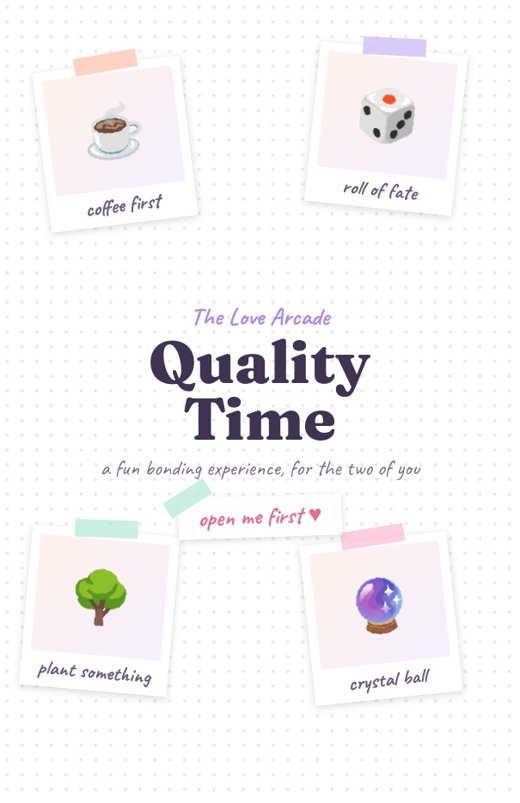 coffee first
roll of fate
The Love Arcade
Quality
Time
a fun bonding experience, for the two of you
open me first ♥
plant something
crystal ball